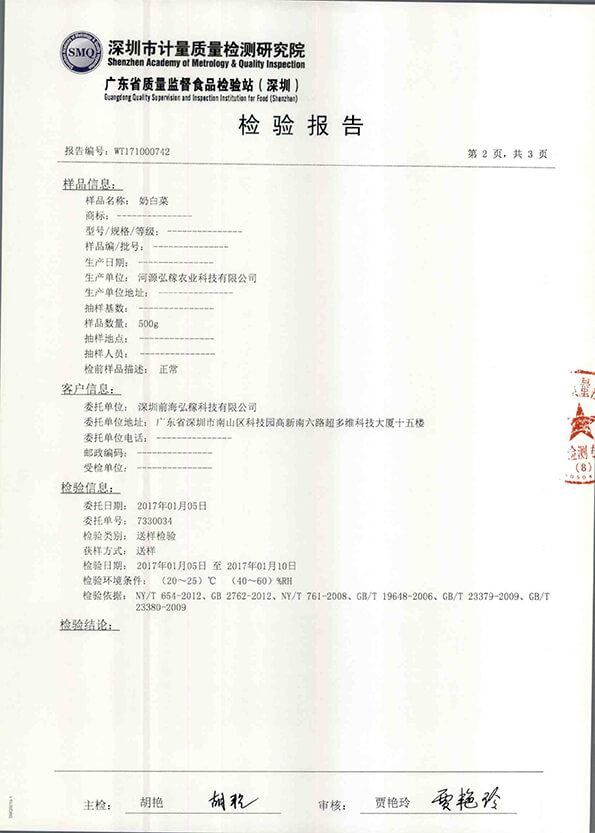 SMQ
深圳市计量质量检测研究院
Shenzhen Academy of Metrology & Quality Inspection
广东省质量监督食品检验站（深圳）
Guangdong Quality Supervision and Inspection Institution for Food (Shenzhen)
检验报告
报告编号：WT171000742
第 2 页，共 3 页
样品信息：
样品名称： 奶白菜
商标： --------------
型号/规格/等级： --------------
样品编/批号： --------------
生产日期： --------------
生产单位： 河源弘稼农业科技有限公司
生产单位地址： --------------
抽样基数： --------------
样品数量： 500g
抽样地点： --------------
抽样人员： --------------
检前样品描述： 正常
客户信息：
委托单位： 深圳前海弘稼科技有限公司
委托单位地址： 广东省深圳市南山区科技园高新南六路超多维科技大厦十五楼
委托单位电话： --------------
邮政编码： --------------
受检单位： --------------
检验信息：
委托日期： 2017年01月05日
委托单号： 7330034
检验类别： 送样检验
获样方式： 送样
检验日期： 2017年01月05日 至 2017年01月10日
检验环境条件： （20～25）℃ （40～60）%RH
检验依据： NY/T 654-2012、GB 2762-2012、NY/T 761-2008、GB/T 19648-2006、GB/T 23379-2009、GB/T
23380-2009
检验结论：
检测专
(8)
主检： 胡艳 胡艳
审核： 贾艳玲 贾艳玲